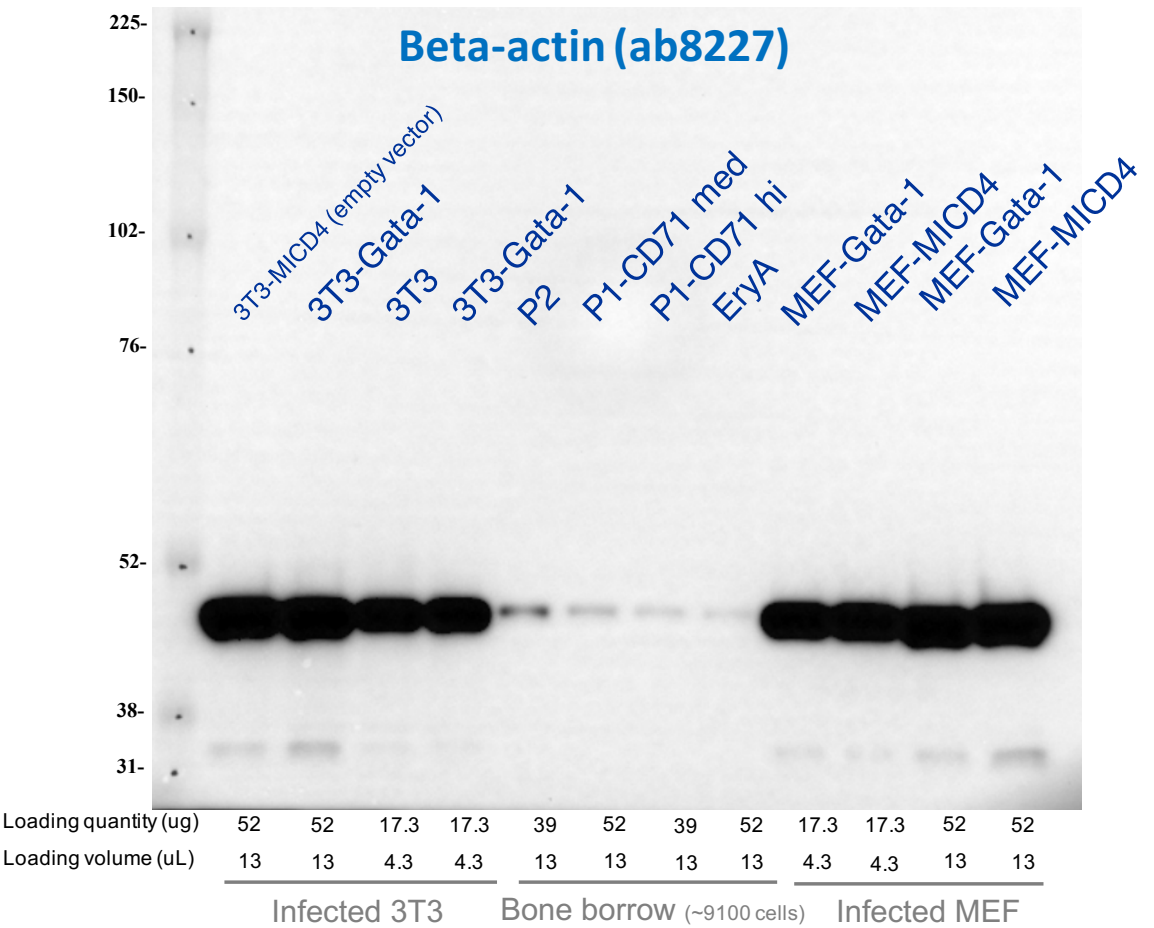 Beta-actin (ab8227)
225-
150-
102-
76-
52-
38-
31-
3T3-MICD4 (empty vector)
3T3-Gata-1
3T3
3T3-Gata-1
P2
P1-CD71 med
P1-CD71 hi
EryA
MEF-Gata-1
MEF-MICD4
MEF-Gata-1
MEF-MICD4
Loading quantity (ug) 52 52 17.3 17.3 39 52 39 52 17.3 17.3 52 52
Loading volume (uL) 13 13 4.3 4.3 13 13 13 13 4.3 4.3 13 13
Infected 3T3 Bone borrow (~9100 cells) Infected MEF